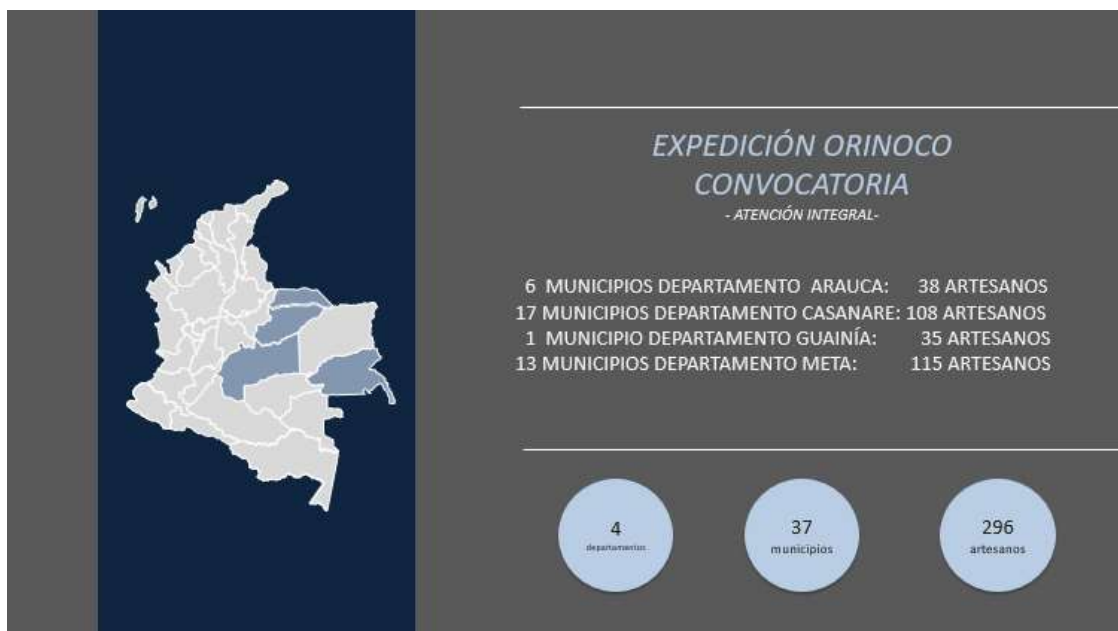 EXPEDICIÓN ORINOCO
CONVOCATORIA
- ATENCIÓN INTEGRAL-
6 MUNICIPIOS DEPARTAMENTO ARAUCA: 38 ARTESANOS
17 MUNICIPIOS DEPARTAMENTO CASANARE: 108 ARTESANOS
1 MUNICIPIO DEPARTAMENTO GUAINÍA: 35 ARTESANOS
13 MUNICIPIOS DEPARTAMENTO META: 115 ARTESANOS
4
departamentos
37
municipios
296
artesanos